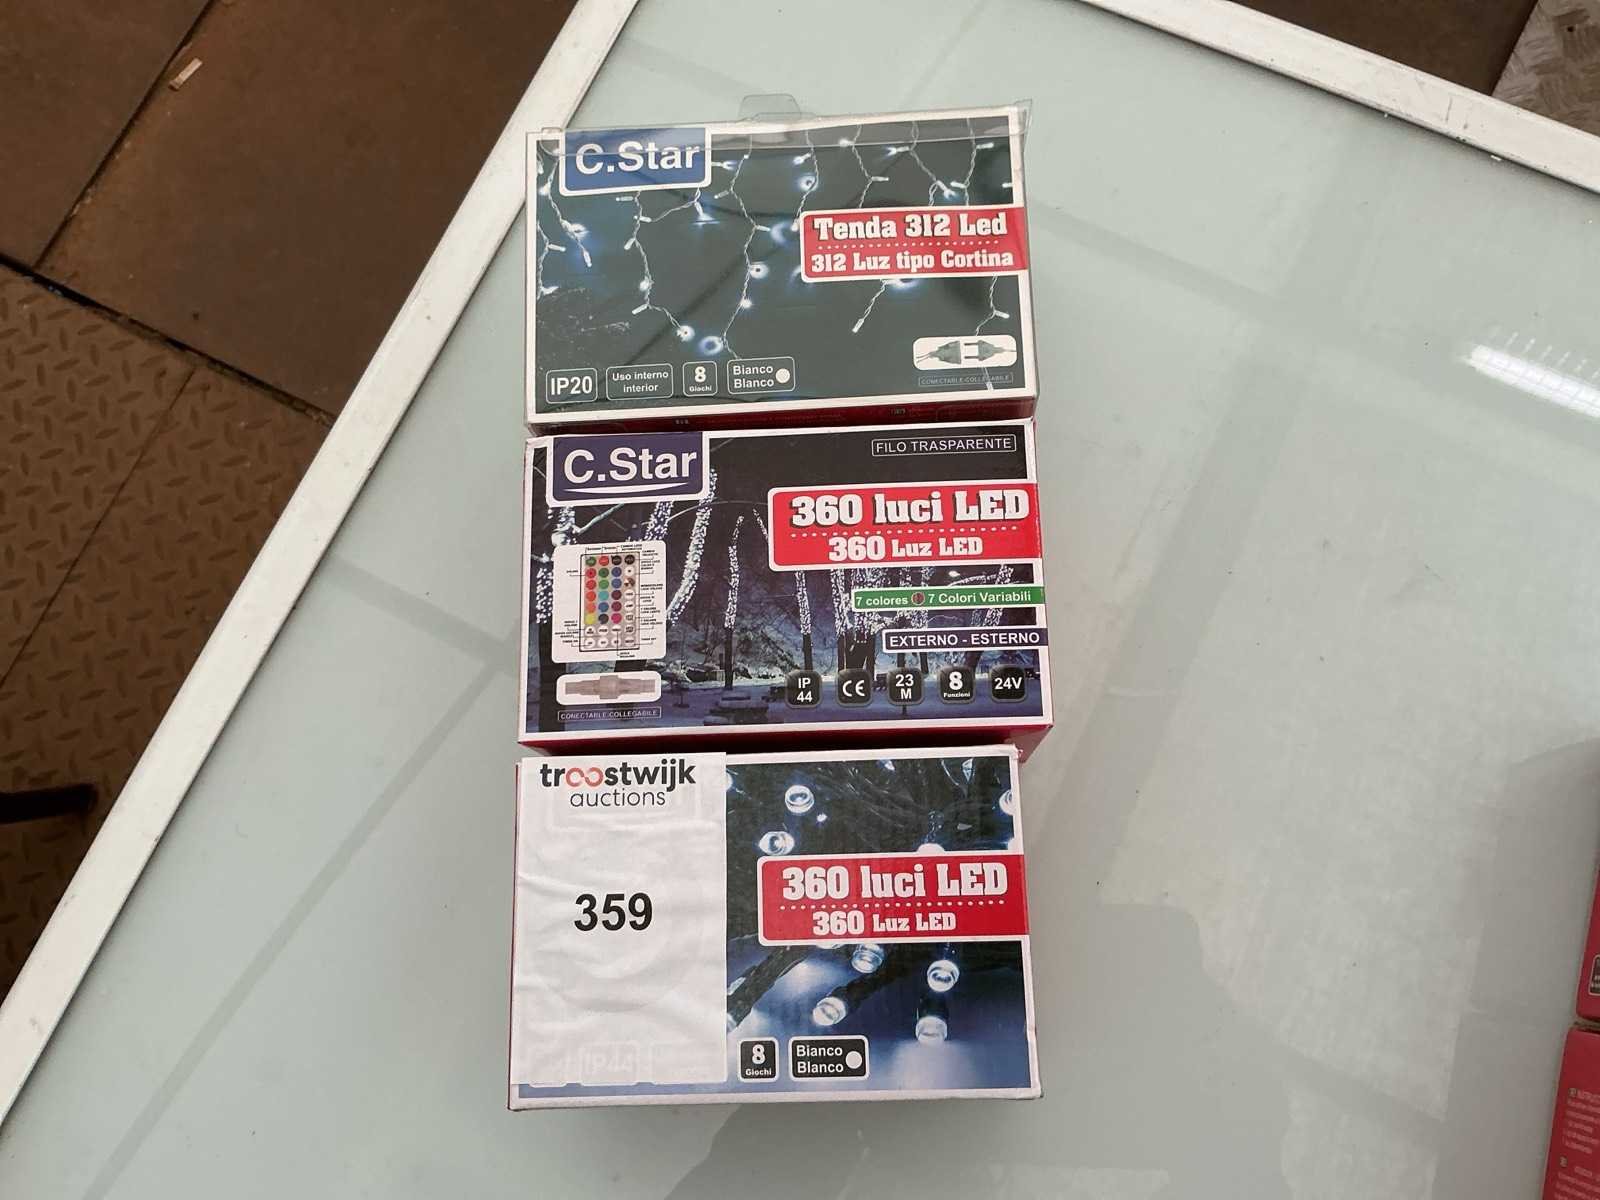 C.Star
Tenda 312 Led
312 Luz tipo Cortina
IP20
Uso interno
interior
8
Giochi
Bianco
Blanco
CONECTABLE-COLLEGABILE
C.Star
FILO TRASPARENTE
360 luci LED
360 Luz LED
7 colores 7 Colori Variabili
EXTERNO - ESTERNO
IP
44
CE
23
M
8
Funzioni
24V
CONECTABLE-COLLEGABILE
troostwijk
auctions
359
360 luci LED
360 Luz LED
IP44
8
Giochi
Bianco
Blanco